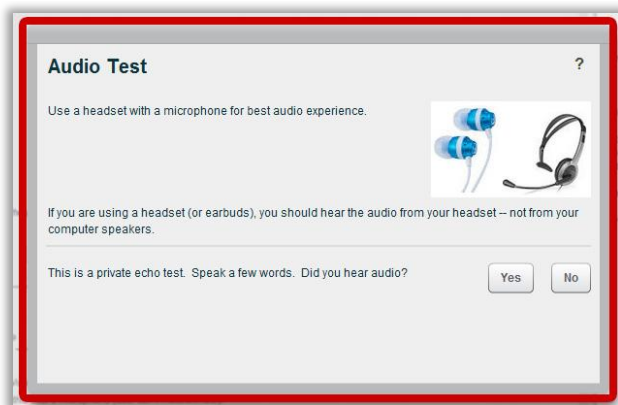 Audio Test
?
Use a headset with a microphone for best audio experience.
If you are using a headset (or earbuds), you should hear the audio from your headset -- not from your
computer speakers.
This is a private echo test. Speak a few words. Did you hear audio?
Yes
No